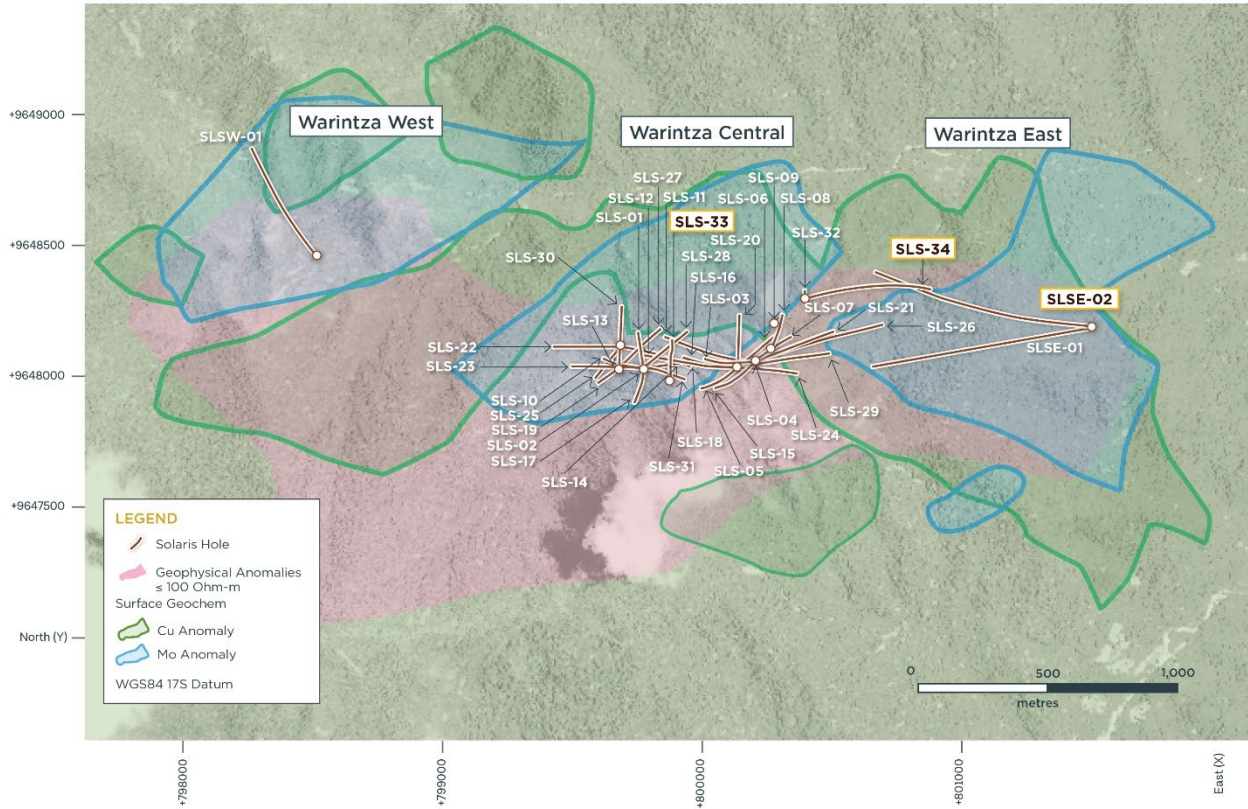 +9649000
+9648500
+9648000
+9647500
North (Y)
Warintza West
Warintza Central
Warintza East
SLSW-01
SLS-27
SLS-09
SLS-12
SLS-11
SLS-06
SLS-08
SLS-01
SLS-33
SLS-32
SLS-20
SLS-34
SLS-30
SLS-28
SLS-16
SLSE-02
SLS-03
SLS-07
SLS-21
SLS-13
SLS-26
SLS-22
SLSE-01
SLS-23
SLS-10
SLS-25
SLS-19
SLS-02
SLS-17
SLS-14
SLS-31
SLS-18
SLS-05
SLS-15
SLS-04
SLS-24
SLS-29
LEGEND
Solaris Hole
Geophysical Anomalies
≤ 100 Ohm-m
Surface Geochem
Cu Anomaly
Mo Anomaly
WGS84 17S Datum
0
500
1,000
metres
+798000
+799000
+800000
+801000
East (X)